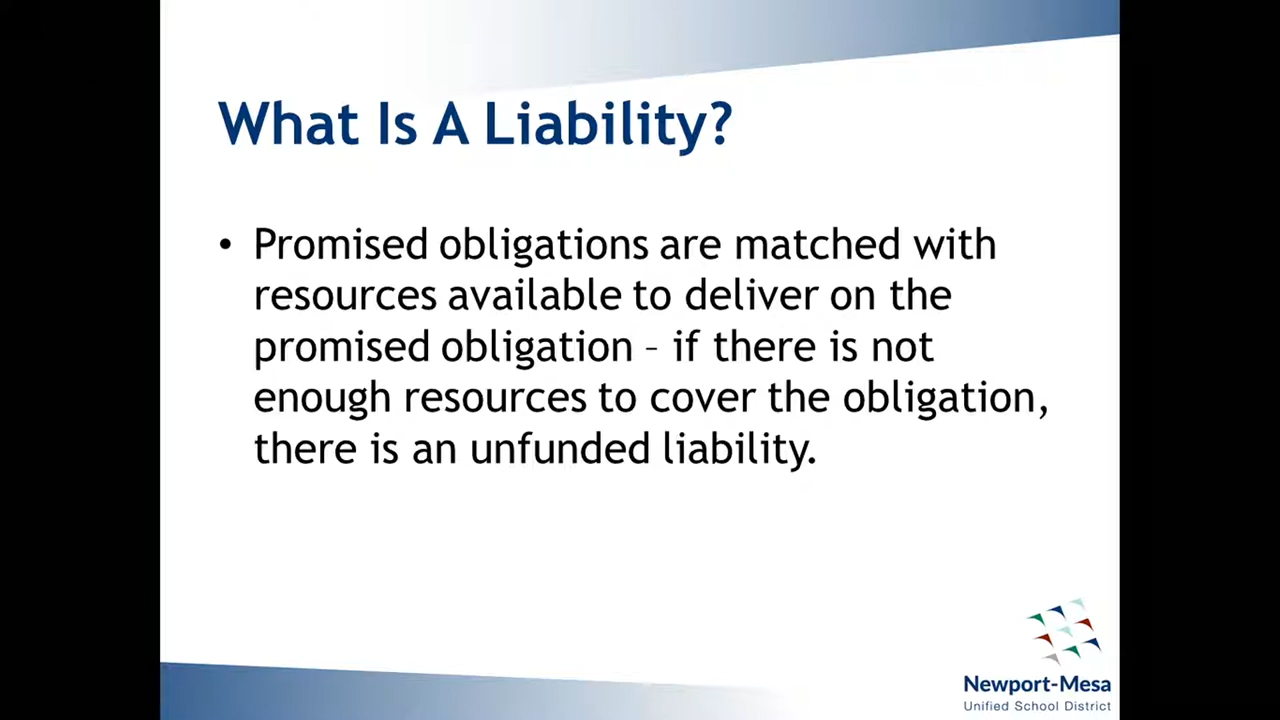 What Is A Liability?
• Promised obligations are matched with
resources available to deliver on the
promised obligation – if there is not
enough resources to cover the obligation,
there is an unfunded liability.
Newport-Mesa
Unified School District